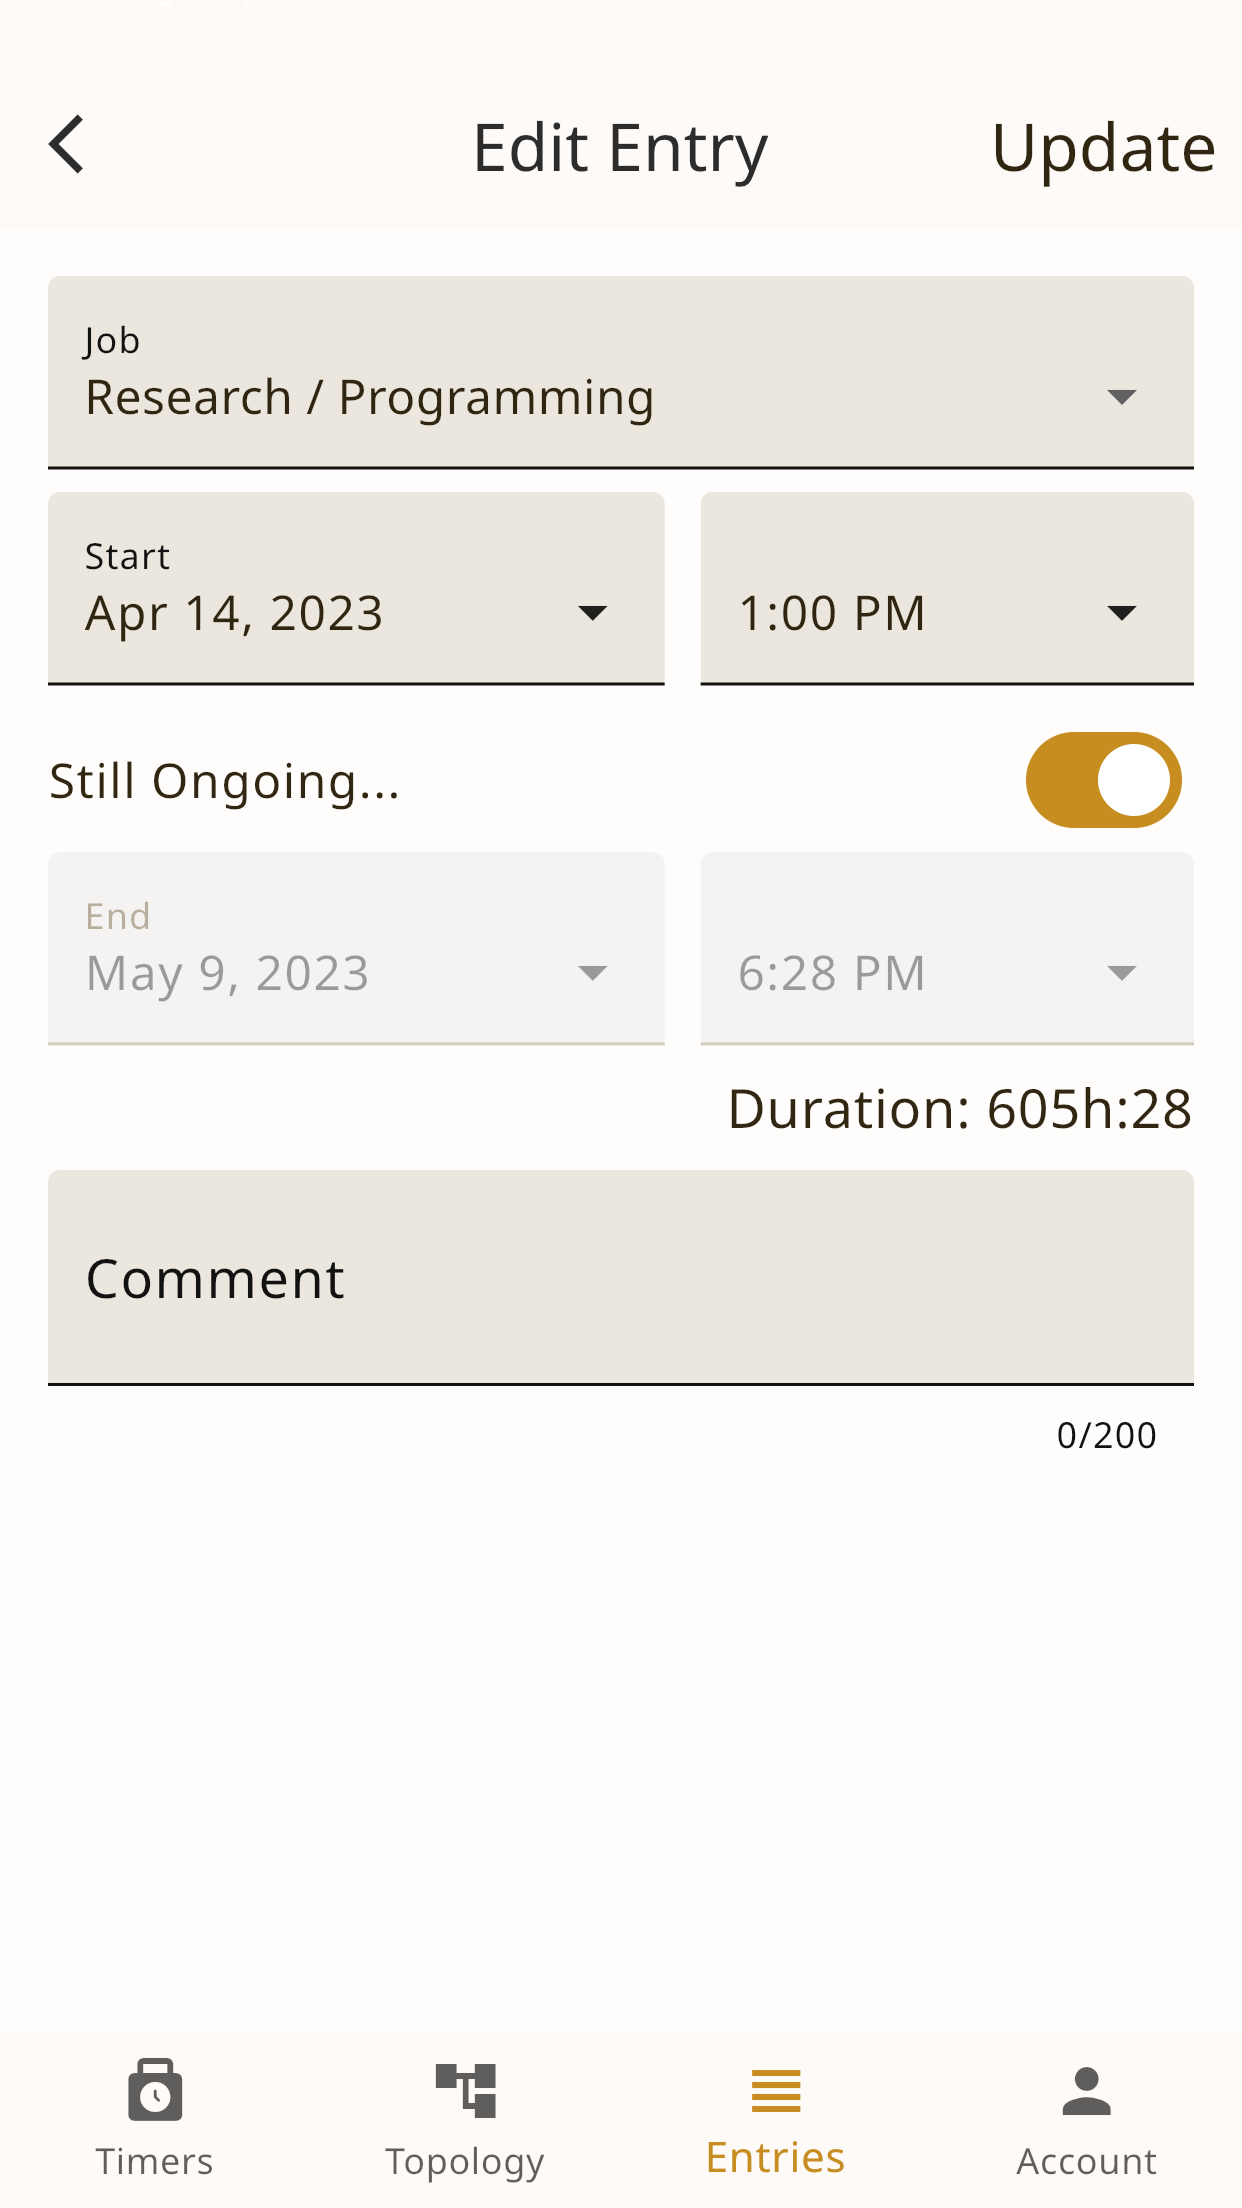 Edit Entry
Update
Job
Research / Programming
Start
Apr 14, 2023
1:00 PM
Still Ongoing...
End
May 9, 2023
6:28 PM
Duration: 605h:28
Comment
0/200
Timers
Topology
Entries
Account